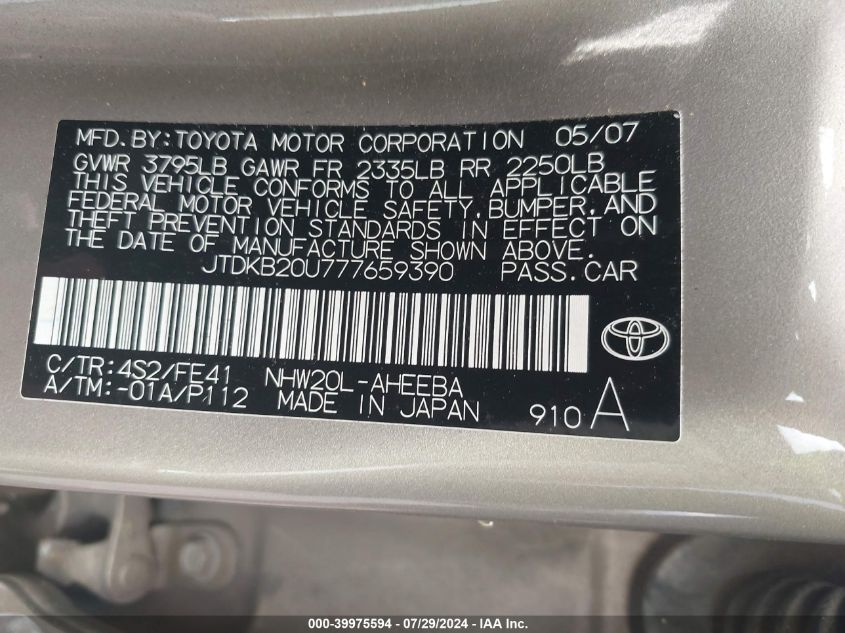 MFD.BY:TOYOTA MOTOR CORPORATION 05/07
GVWR 3795LB GAWR FR 2335LB RR 2250LB
THIS VEHICLE CONFORMS TO ALL APPLICABLE
FEDERAL MOTOR VEHICLE SAFETY,BUMPER,AND
THEFT PREVENTION STANDARDS IN EFFECT ON
THE DATE OF MANUFACTURE SHOWN ABOVE.
JTDKB20U777659390 PASS.CAR
C/TR:4S2/FE41 NHW20L-AHEEBA
A/TM:-01A/P112 MADE IN JAPAN 910 A
000-39975594 - 07/29/2024 - IAA Inc.